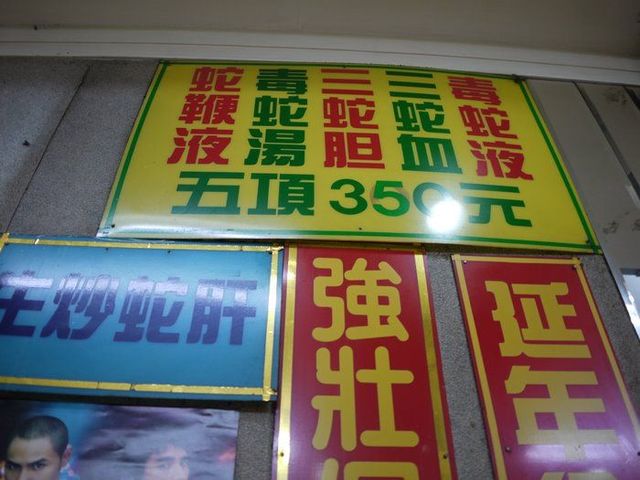 毒蛇液
三蛇血
三蛇胆
毒蛇湯
蛇鞭液
五項350元
生炒蛇肝
強壯
延年